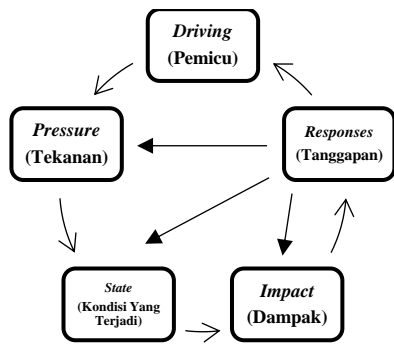 Driving
(Pemicu)
Pressure
(Tekanan)
Responses
(Tanggapan)
State
(Kondisi Yang
Terjadi)
Impact
(Dampak)